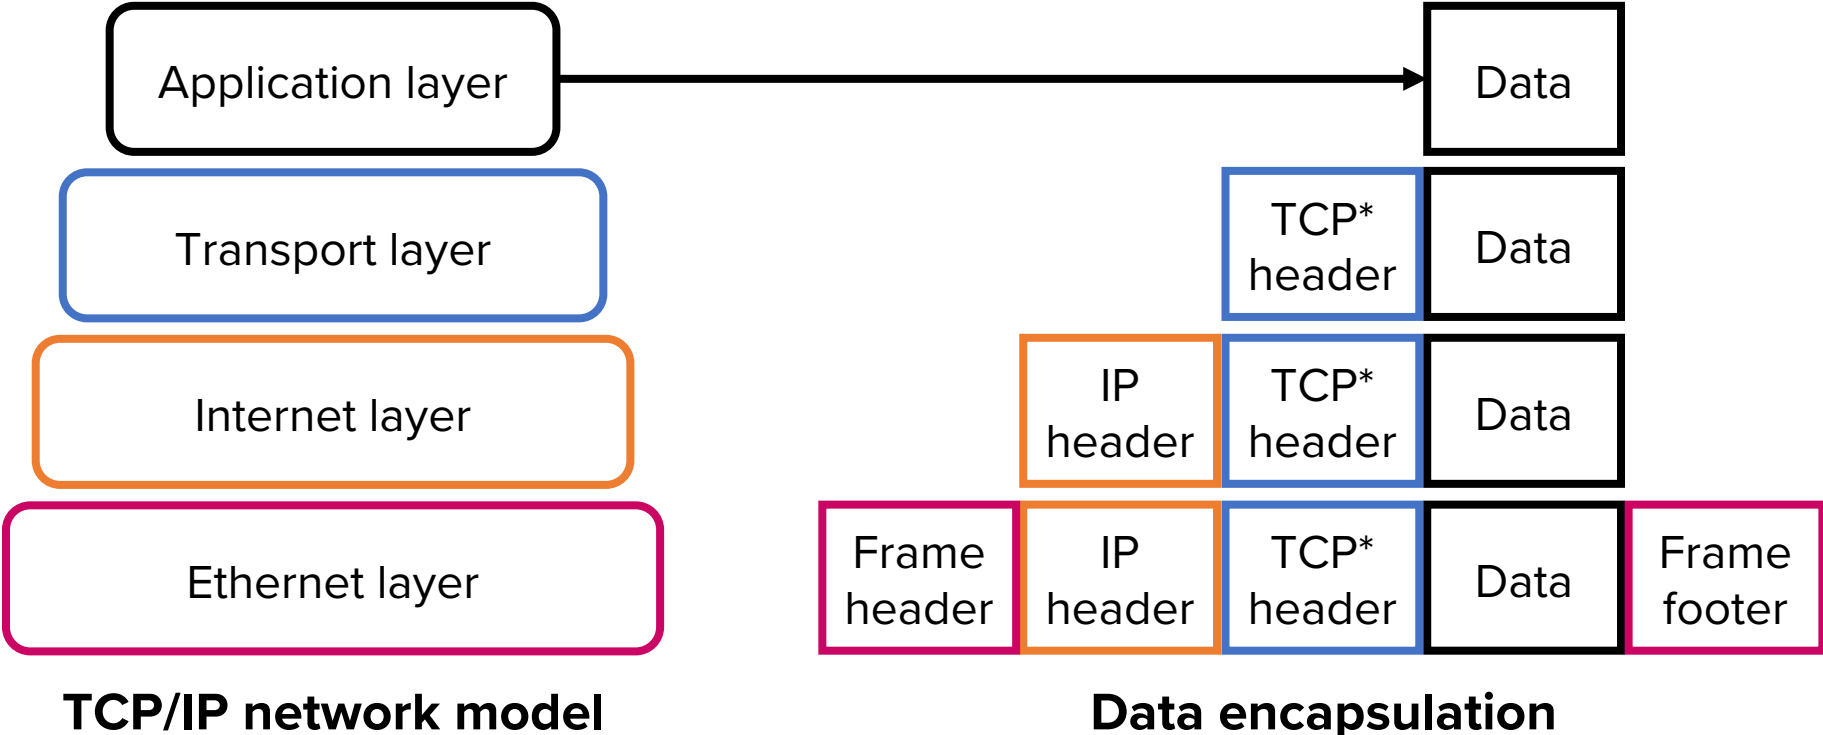 Application layer
Data
Transport layer
TCP*
header
Data
Internet layer
IP
header
TCP*
header
Data
Ethernet layer
Frame
header
IP
header
TCP*
header
Data
Frame
footer
TCP/IP network model
Data encapsulation